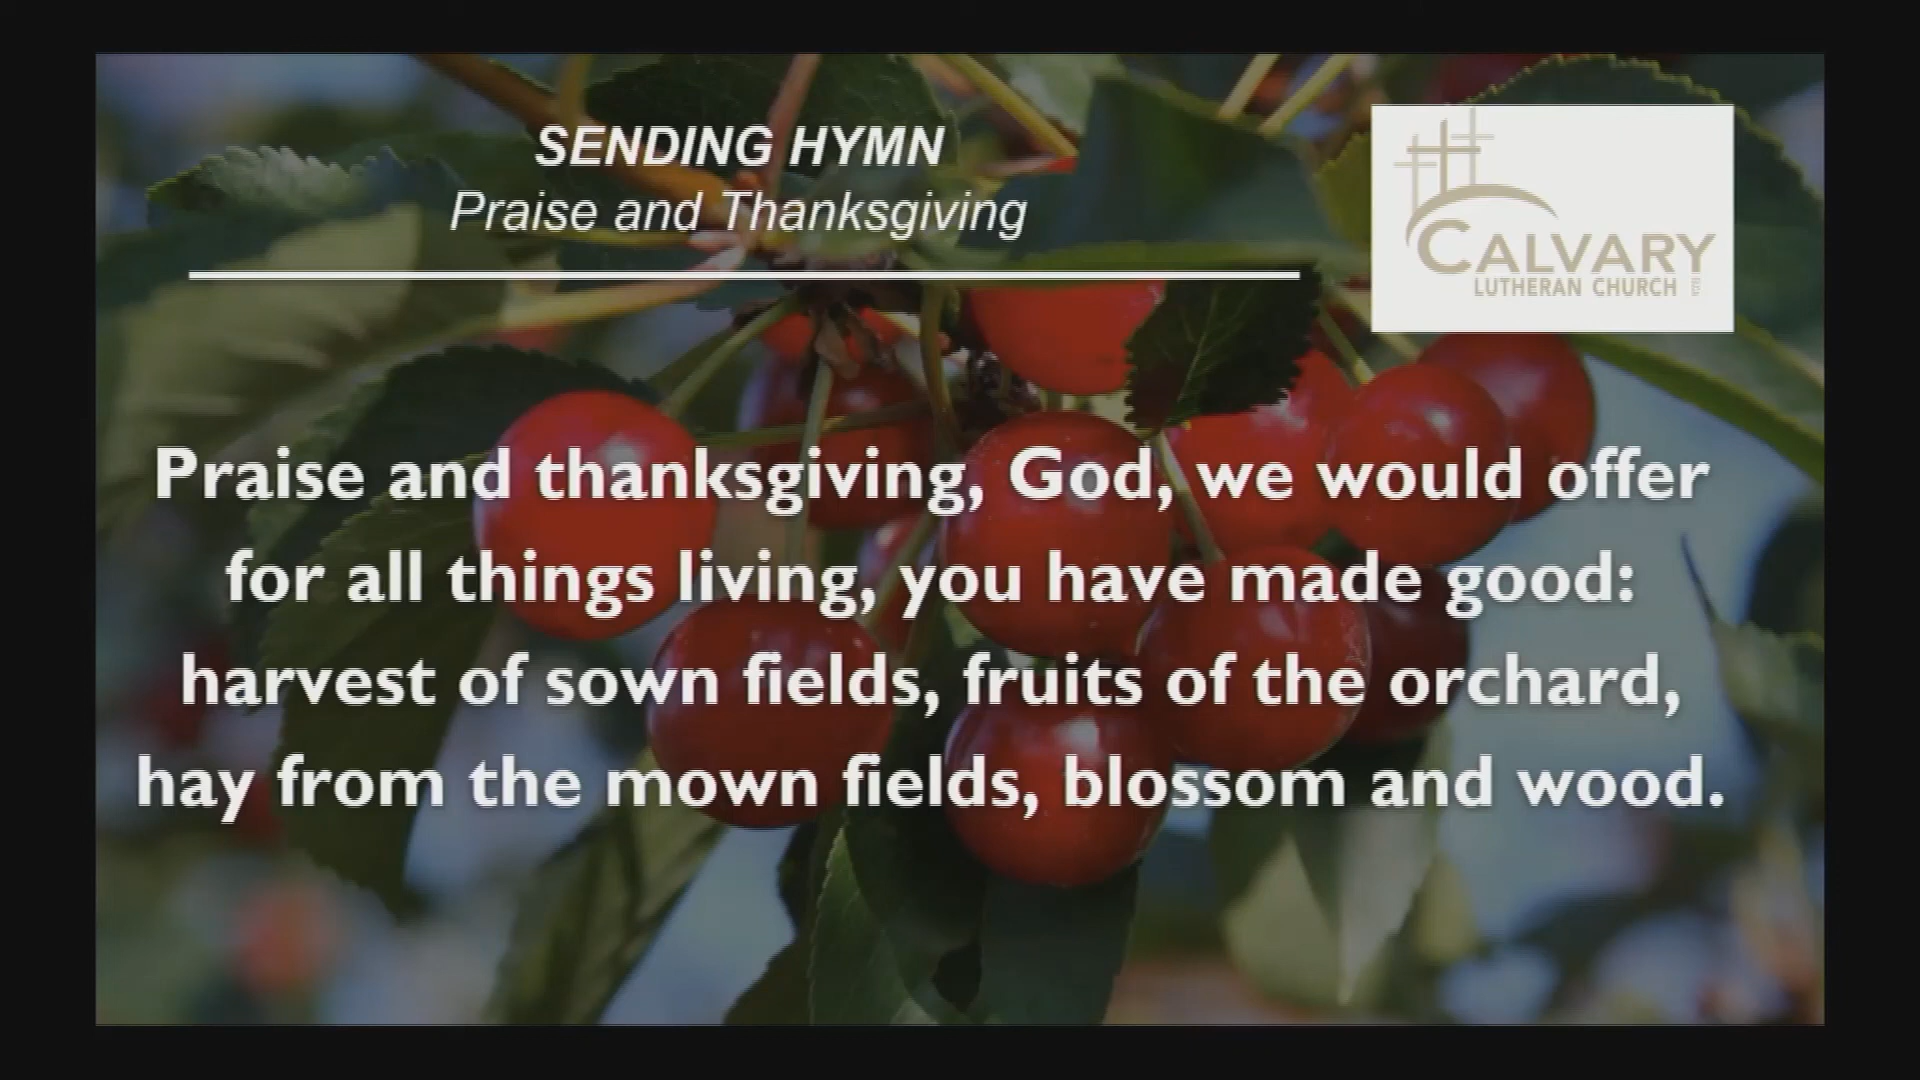 SENDING HYMN
Praise and Thanksgiving
CALVARY
LUTHERAN CHURCH
Praise and thanksgiving, God, we would offer
for all things living, you have made good:
harvest of sown fields, fruits of the orchard,
hay from the mown fields, blossom and wood.